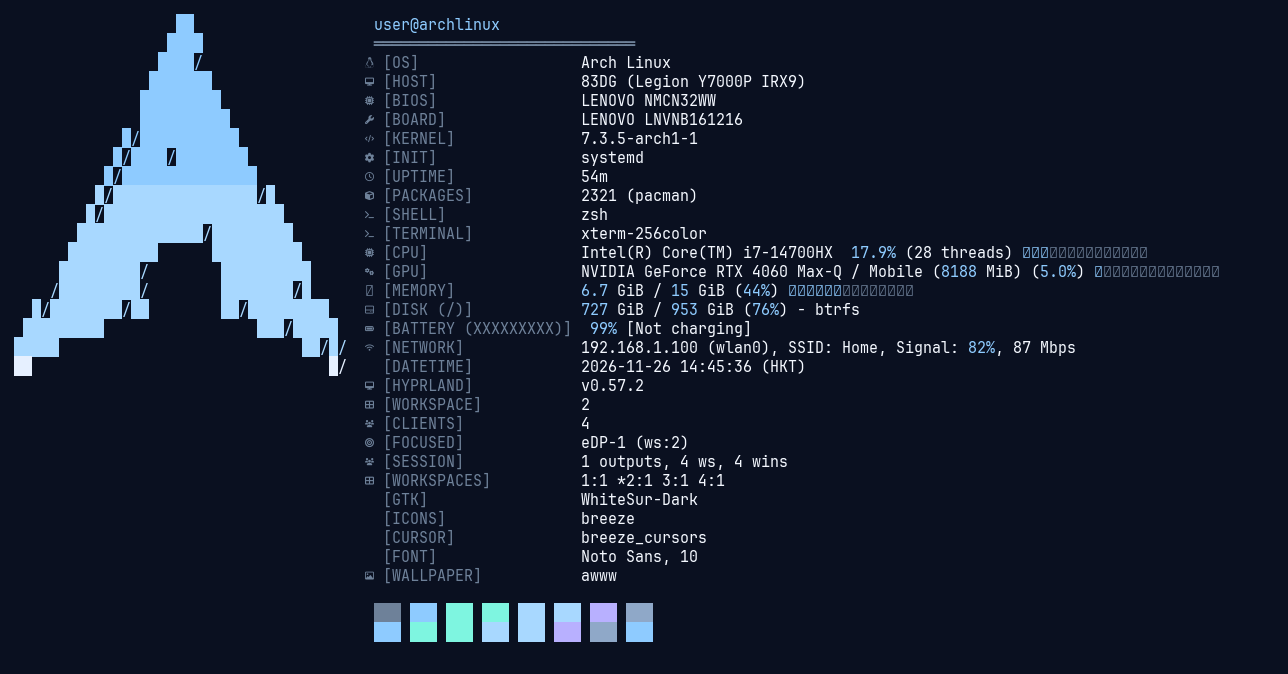 user@archlinux
[OS] Arch Linux
[HOST] 83DG (Legion Y7000P IRX9)
[BIOS] LENOVO NMCN32WW
[BOARD] LENOVO LNVNB161216
[KERNEL] 7.3.5-arch1-1
[INIT] systemd
[UPTIME] 54m
[PACKAGES] 2321 (pacman)
[SHELL] zsh
[TERMINAL] xterm-256color
[CPU] Intel(R) Core(TM) i7-14700HX 17.9% (28 threads)
[GPU] NVIDIA GeForce RTX 4060 Max-Q / Mobile (8188 MiB) (5.0%)
[MEMORY] 6.7 GiB / 15 GiB (44%)
[DISK (/)] 727 GiB / 953 GiB (76%) - btrfs
[BATTERY (XXXXXXXXX)] 99% [Not charging]
[NETWORK] 192.168.1.100 (wlan0), SSID: Home, Signal: 82%, 87 Mbps
[DATETIME] 2026-11-26 14:45:36 (HKT)
[HYPRLAND] v0.57.2
[WORKSPACE] 2
[CLIENTS] 4
[FOCUSED] eDP-1 (ws:2)
[SESSION] 1 outputs, 4 ws, 4 wins
[WORKSPACES] 1:1 *2:1 3:1 4:1
[GTK] WhiteSur-Dark
[ICONS] breeze
[CURSOR] breeze_cursors
[FONT] Noto Sans, 10
[WALLPAPER] awww